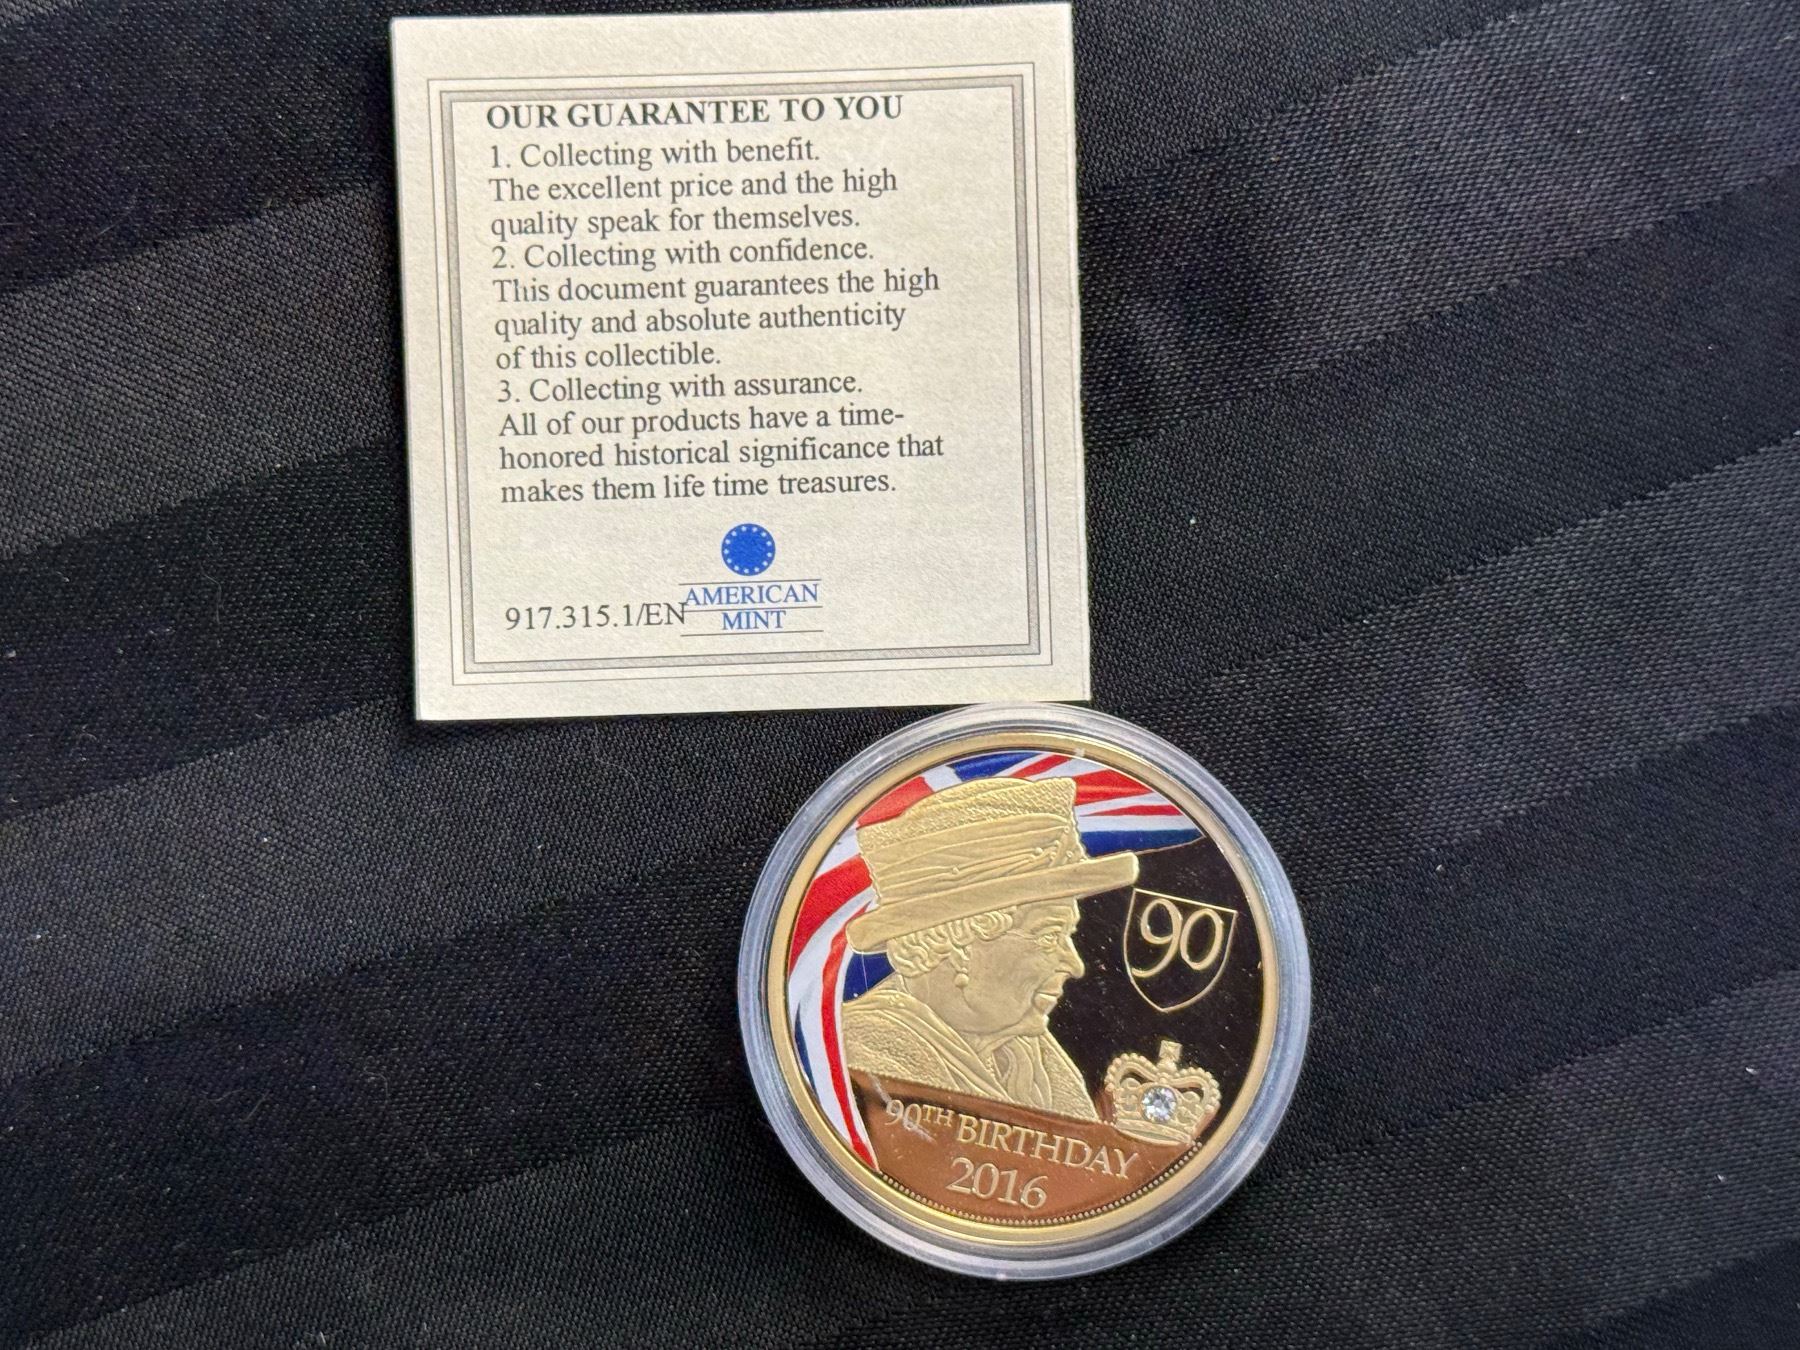 OUR GUARANTEE TO YOU
1. Collecting with benefit.
The excellent price and the high
quality speak for themselves.
2. Collecting with confidence.
This document guarantees the high
quality and absolute authenticity
of this collectible.
3. Collecting with assurance.
All of our products have a time-
honored historical significance that
makes them life time treasures.
917.315.1/EN
AMERICAN
MINT
90
90TH BIRTHDAY
2016